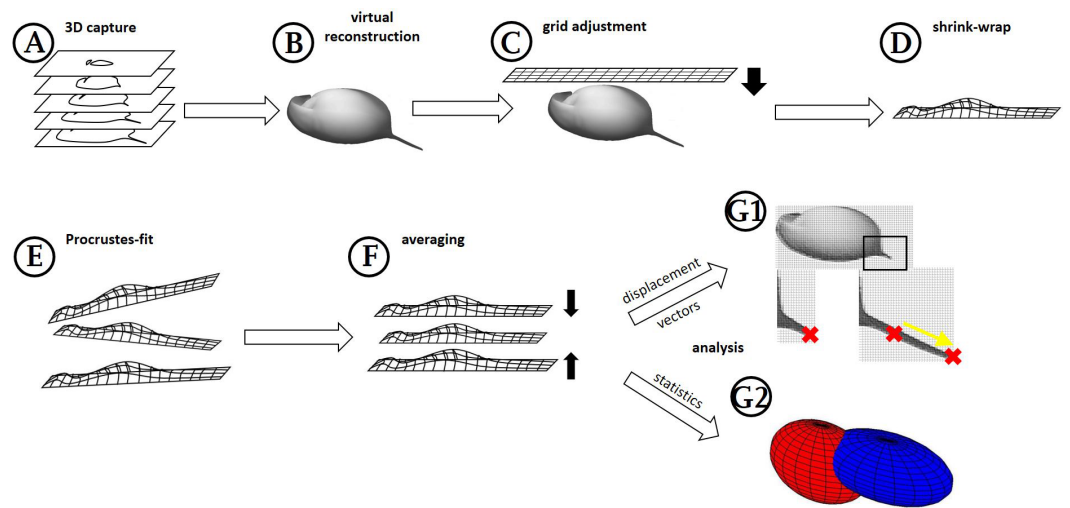 A
3D capture
B
virtual
reconstruction
C
grid adjustment
D
shrink-wrap
E
Procrustes-fit
F
averaging
displacement
vectors
G1
analysis
statistics
G2